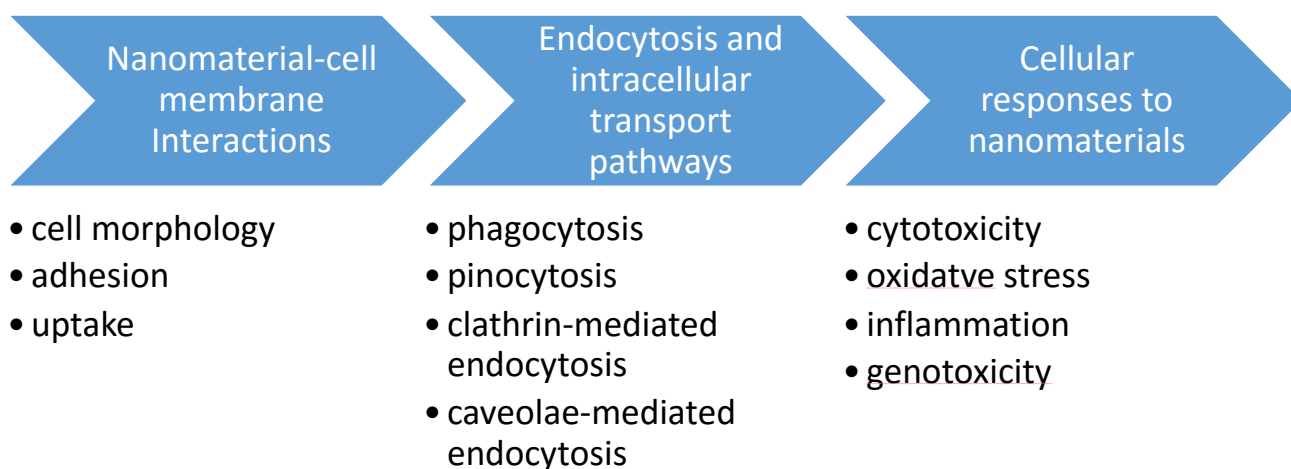 Nanomaterial-cell
membrane
Interactions
• cell morphology
• adhesion
• uptake
Endocytosis and
intracellular
transport
pathways
• phagocytosis
• pinocytosis
• clathrin-mediated
endocytosis
• caveolae-mediated
endocytosis
Cellular
responses to
nanomaterials
• cytotoxicity
• oxidatve stress
• inflammation
• genotoxicity